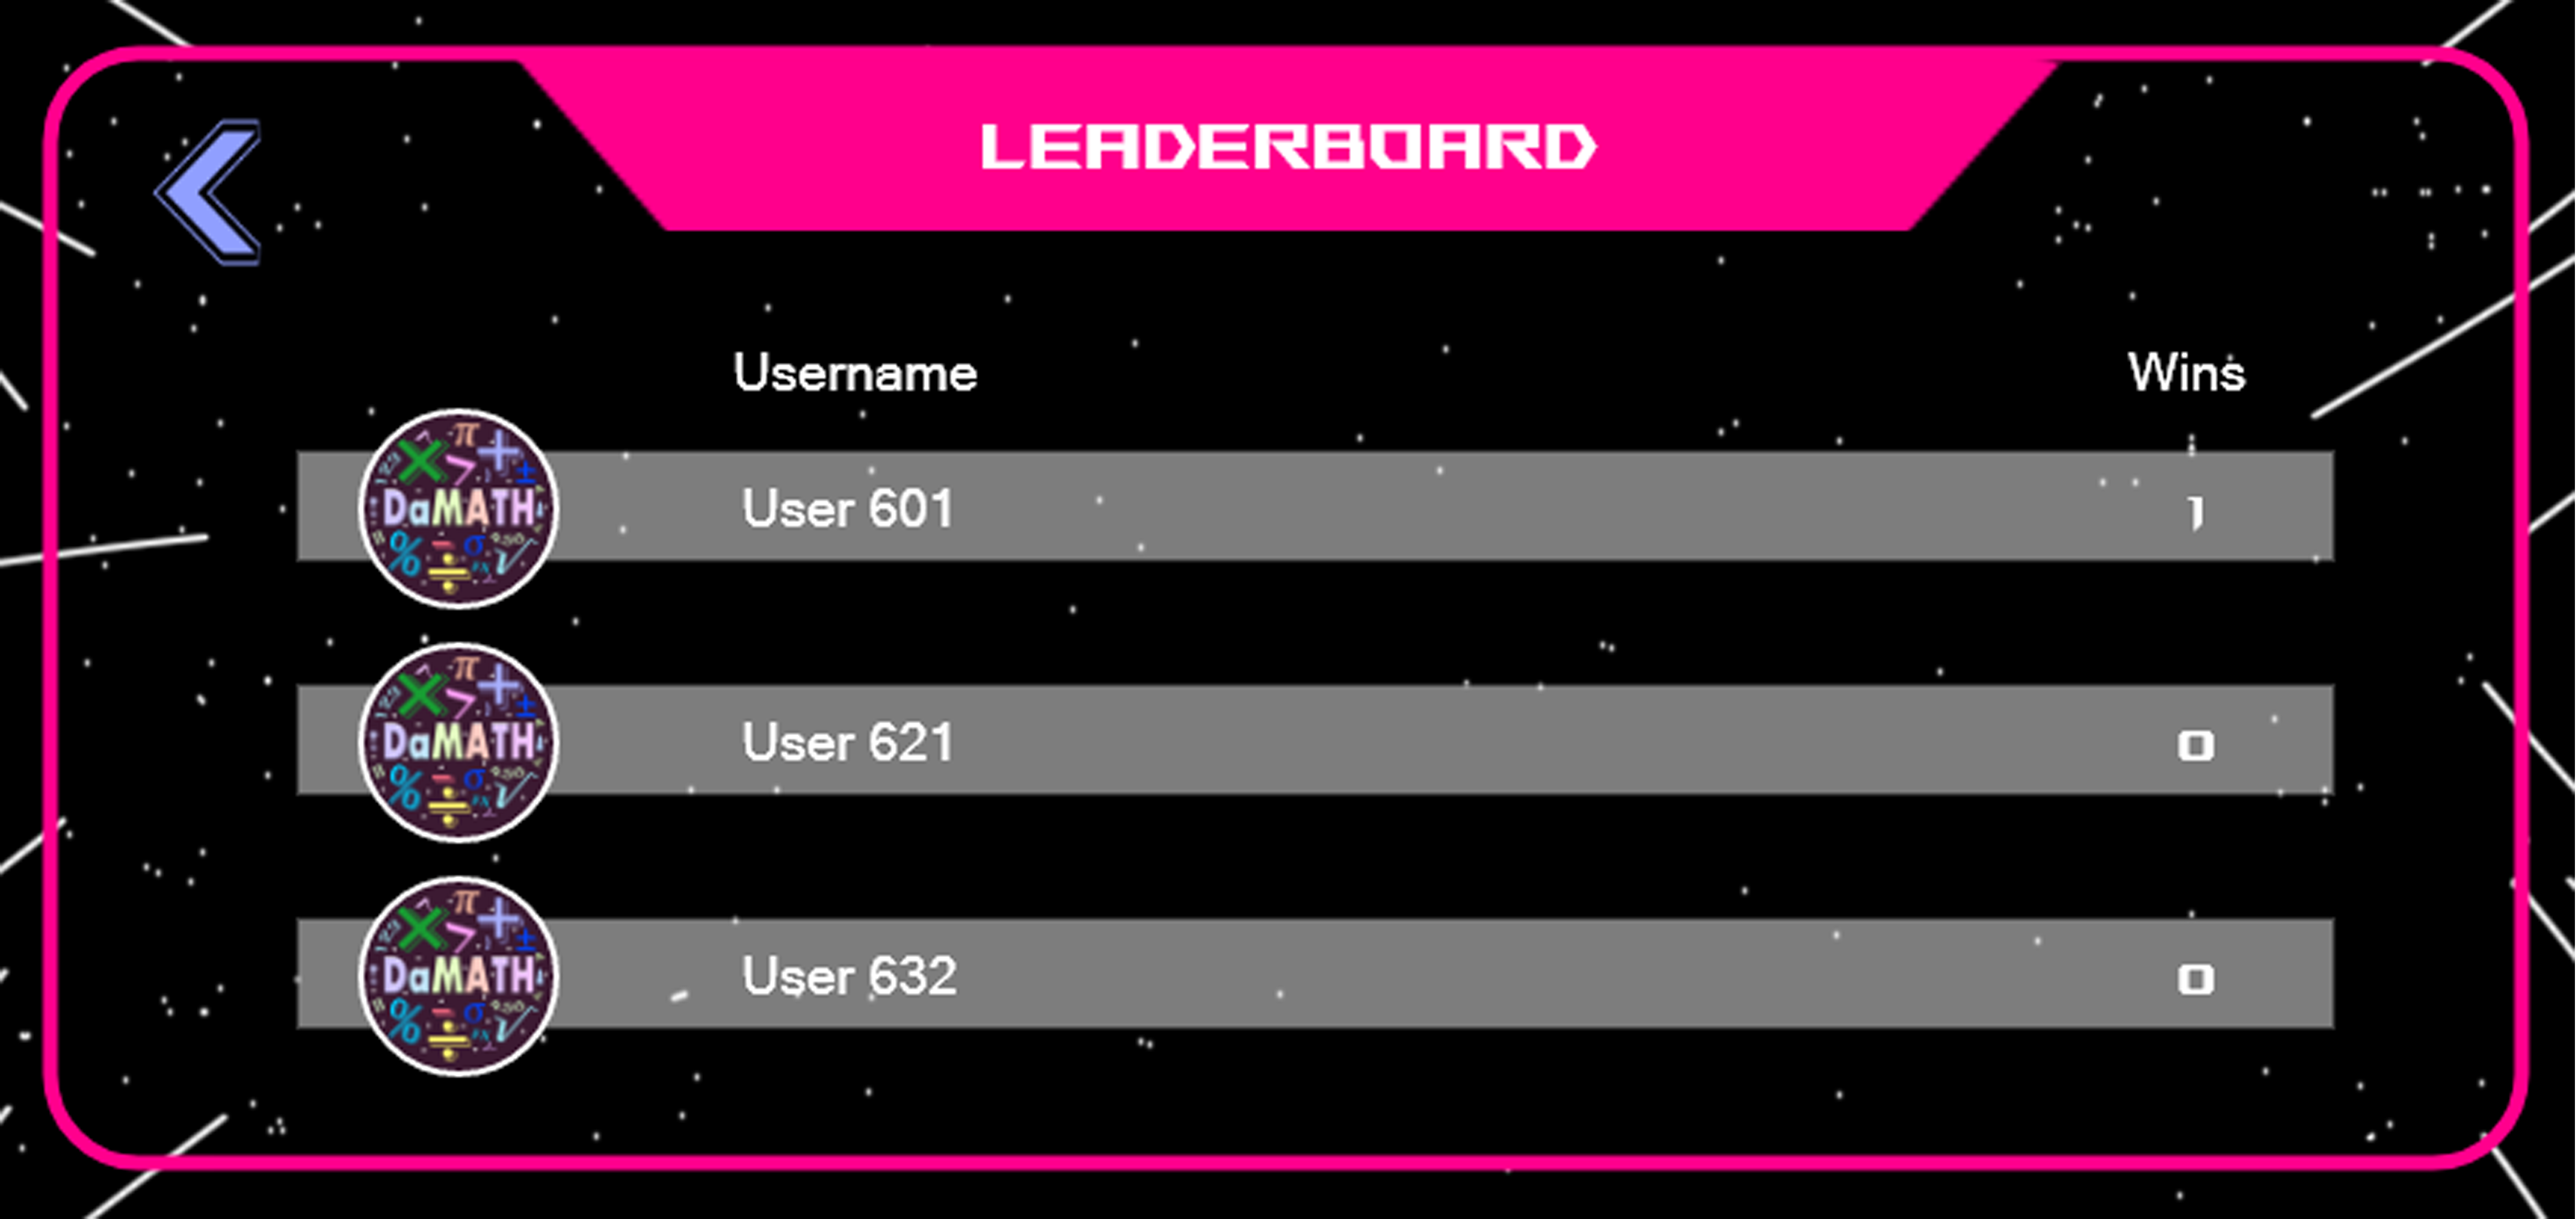 LEADERBOARD
Username Wins
DaMATH User 601 1
DaMATH User 621 0
DaMATH User 632 0